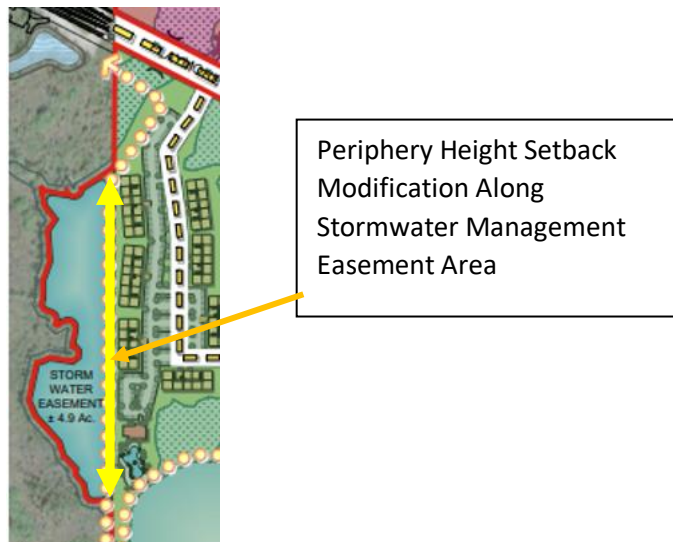 Periphery Height Setback
Modification Along
Stormwater Management
Easement Area
STORM
WATER
EASEMENT
± 4.9 Ac.